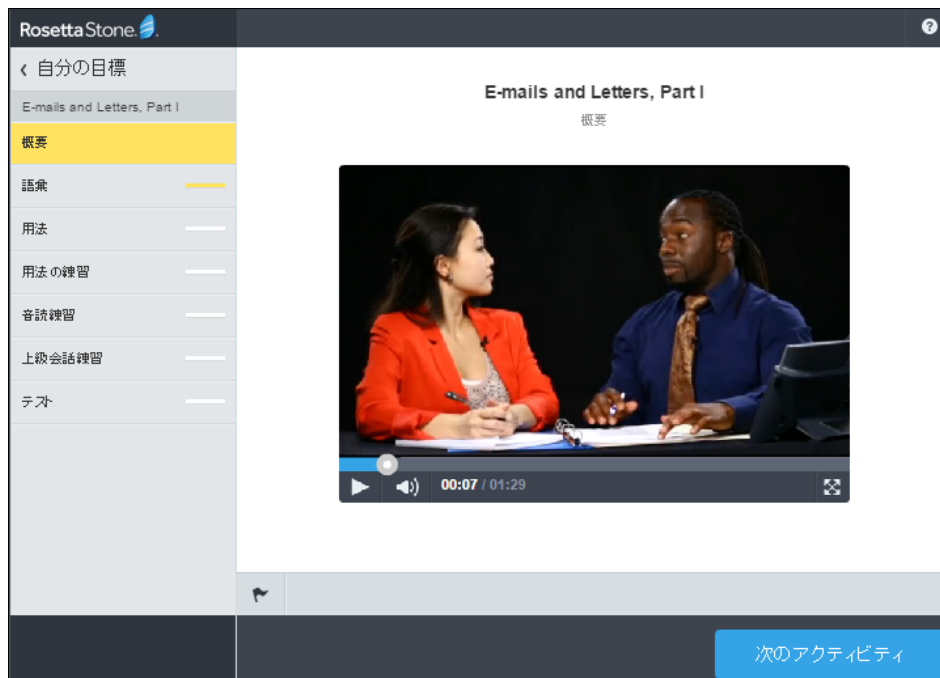 RosettaStone.
?
‹ 自分の目標
E-mails and Letters, Part I
概要
語彙
用法
用法の練習
音読練習
上級会話練習
テスト
E-mails and Letters, Part I
概要
00:07 / 01:29
次のアクティビティ